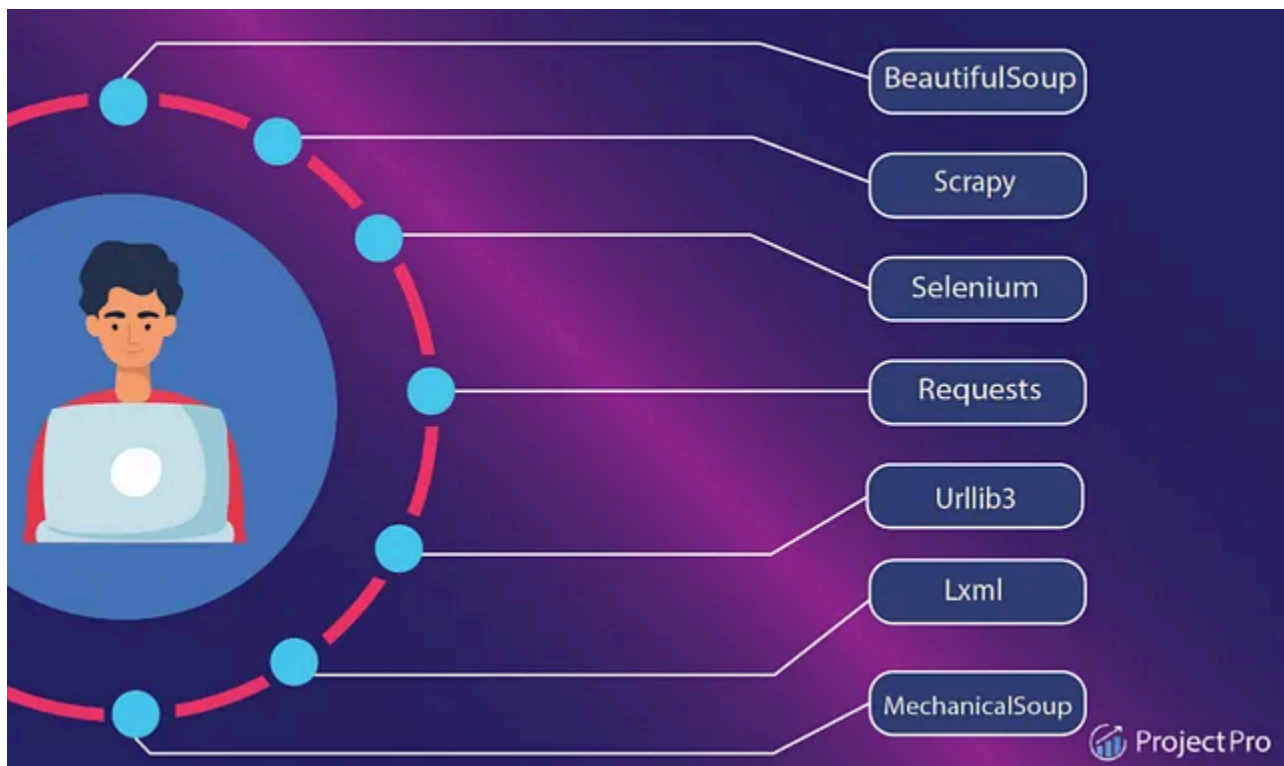 BeautifulSoup
Scrapy
Selenium
Requests
Urllib3
Lxml
MechanicalSoup
ProjectPro